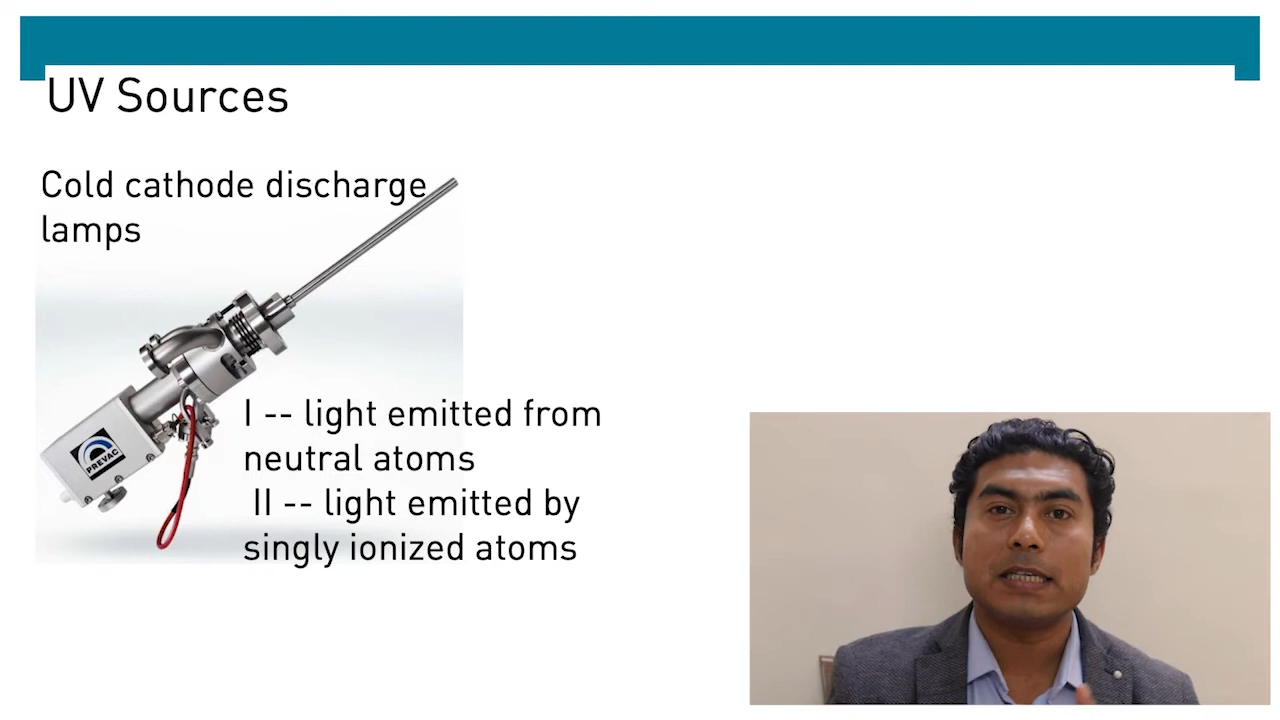 UV Sources
Cold cathode discharge
lamps
PREVAC
I -- light emitted from
neutral atoms
II -- light emitted by
singly ionized atoms